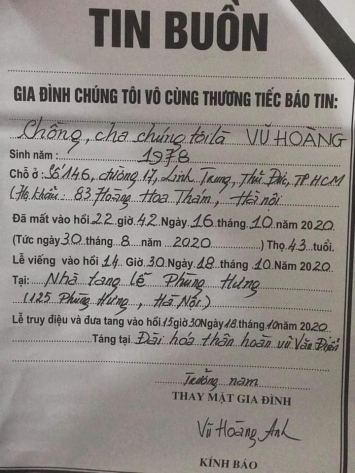 TIN BUỒN
GIA ĐÌNH CHÚNG TÔI VÔ CÙNG THƯƠNG TIẾC BÁO TIN:
Chồng, cha chúng tôi là VŨ HOÀNG
Sinh năm: 1978
Chỗ ở: Số 146, đường 17, Linh Trung, Thủ Đức, TP.HCM
(Hộ khẩu: 83 Hoàng Hoa Thám, Hà nội
Đã mất vào hồi 22 giờ 42 Ngày 16 tháng 10 năm 2020
(Tức ngày 30 tháng 8 năm 2020) Thọ 43 tuổi.
Lễ viếng vào hồi 14 Giờ 30 Ngày 18 tháng 10 Năm 2020.
Tại: Nhà tang lễ Phùng Hưng
(125 Phùng Hưng, Hà Nội)
Lễ truy điệu và đưa tang vào hồi 15 giờ 30 Ngày 18 tháng 10 năm 2020
Táng tại Đài hóa thân hoàn vũ Văn Điển
Trưởng nam
THAY MẶT GIA ĐÌNH
Vũ Hoàng Anh
KÍNH BÁO